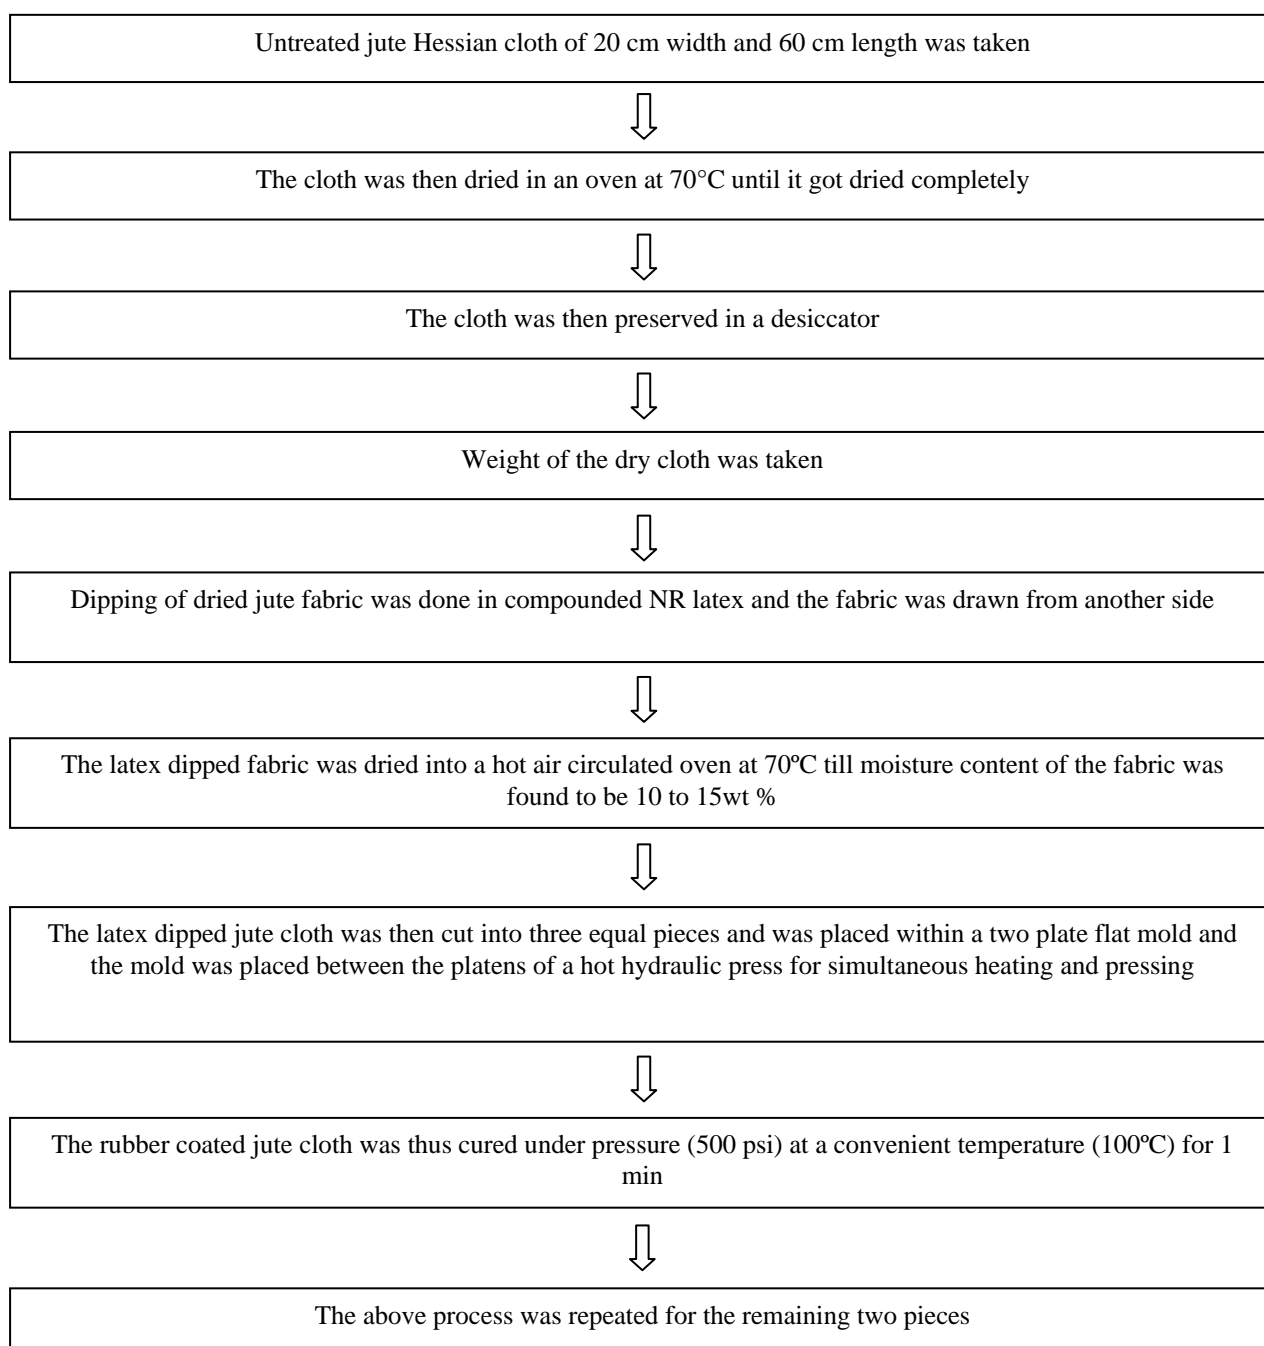 Untreated jute Hessian cloth of 20 cm width and 60 cm length was taken
The cloth was then dried in an oven at 70°C until it got dried completely
The cloth was then preserved in a desiccator
Weight of the dry cloth was taken
Dipping of dried jute fabric was done in compounded NR latex and the fabric was drawn from another side
The latex dipped fabric was dried into a hot air circulated oven at 70ºC till moisture content of the fabric was
found to be 10 to 15wt %
The latex dipped jute cloth was then cut into three equal pieces and was placed within a two plate flat mold and
the mold was placed between the platens of a hot hydraulic press for simultaneous heating and pressing
The rubber coated jute cloth was thus cured under pressure (500 psi) at a convenient temperature (100ºC) for 1
min
The above process was repeated for the remaining two pieces